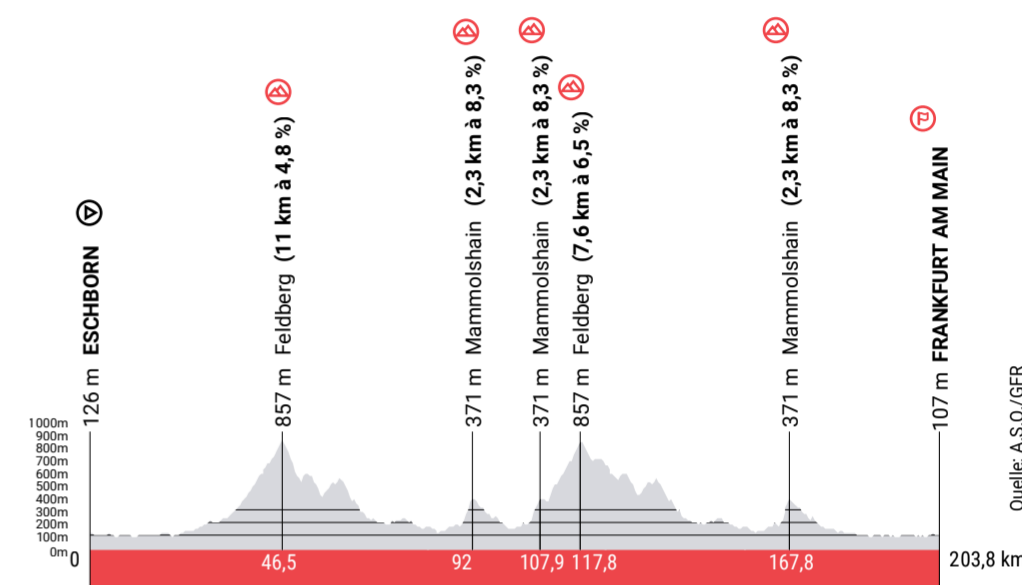 126 m ESCHBORN
857 m Feldberg (11 km à 4,8 %)
371 m Mammolshain (2,3 km à 8,3 %)
371 m Mammolshain (2,3 km à 8,3 %)
857 m Feldberg (7,6 km à 6,5 %)
371 m Mammolshain (2,3 km à 8,3 %)
107 m FRANKFURT AM MAIN
Quelle: A.S.O./GER
1000m
900m
800m
700m
600m
500m
400m
300m
200m
100m
0m
0 46,5 92 107,9 117,8 167,8 203,8 km